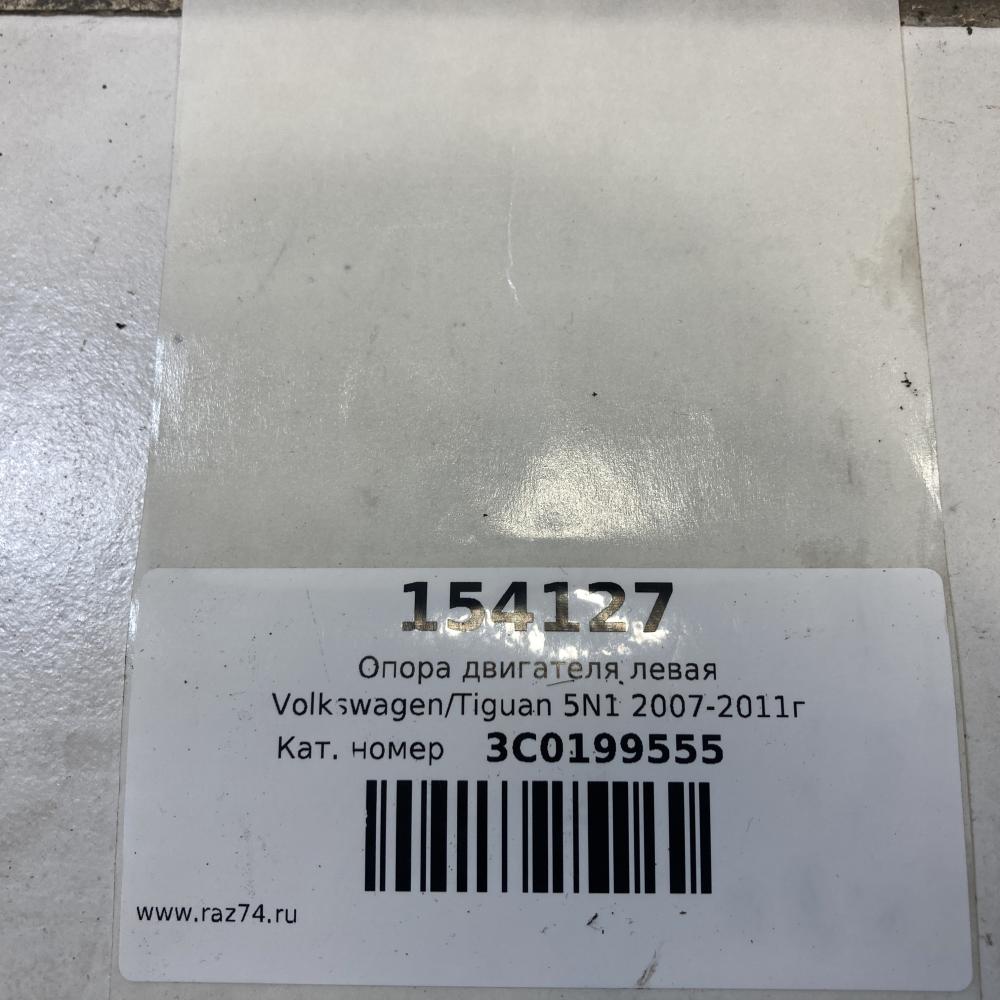 154127
Опора двигателя левая
Volkswagen/Tiguan 5N1 2007-2011г
Кат. номер 3C0199555
www.raz74.ru